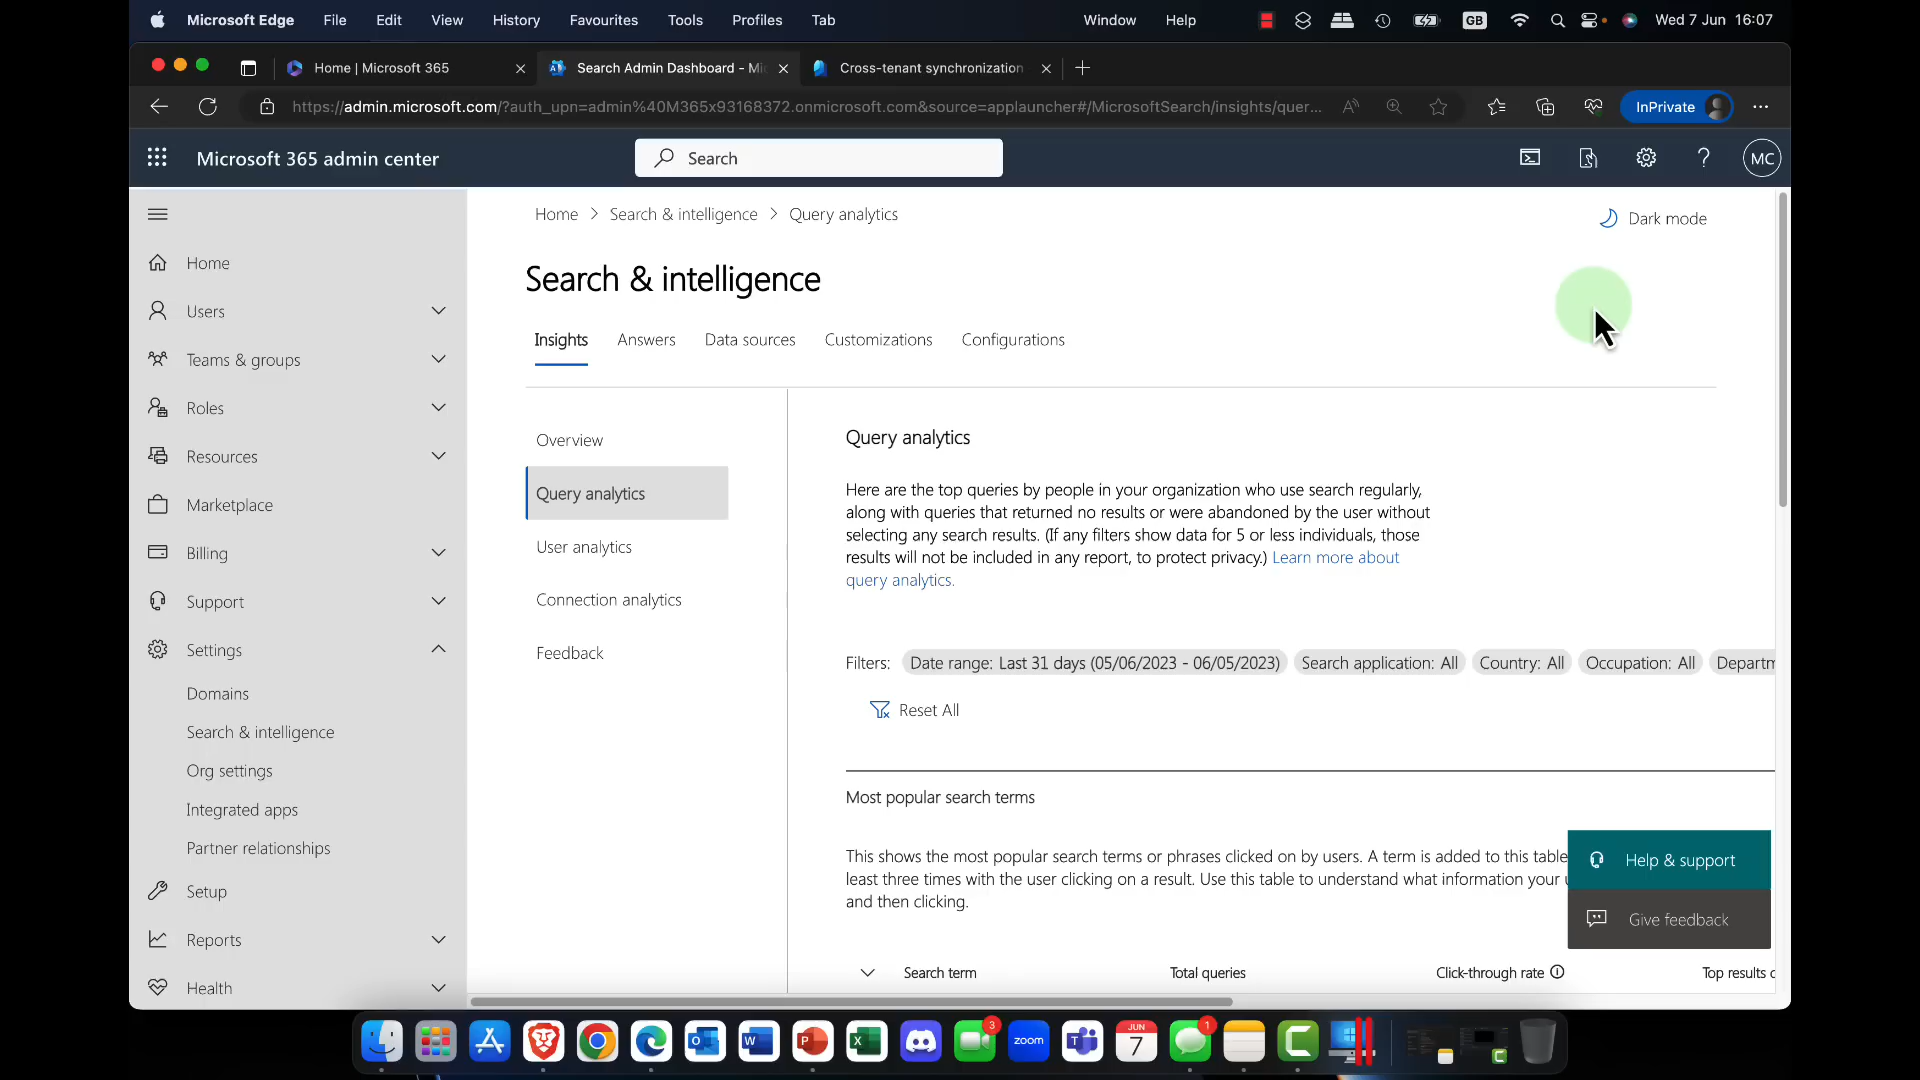 Microsoft Edge File Edit View History Favourites Tools Profiles Tab Window Help GB Wed 7 Jun 16:07
Home | Microsoft 365 Search Admin Dashboard - Mi Cross-tenant synchronization
https://admin.microsoft.com/?auth_upn=admin%40M365x93168372.onmicrosoft.com&source=applauncher#/MicrosoftSearch/insights/quer... InPrivate
Microsoft 365 admin center Search MC
Home > Search & intelligence > Query analytics
Dark mode
Home
Users
Teams & groups
Roles
Resources
Marketplace
Billing
Support
Settings
Domains
Search & intelligence
Org settings
Integrated apps
Partner relationships
Setup
Reports
Health
Search & intelligence
Insights Answers Data sources Customizations Configurations
Overview
Query analytics
User analytics
Connection analytics
Feedback
Query analytics
Here are the top queries by people in your organization who use search regularly,
along with queries that returned no results or were abandoned by the user without
selecting any search results. (If any filters show data for 5 or less individuals, those
results will not be included in any report, to protect privacy.) Learn more about
query analytics.
Filters: Date range: Last 31 days (05/06/2023 - 06/05/2023) Search application: All Country: All Occupation: All Departm
Reset All
Most popular search terms
This shows the most popular search terms or phrases clicked on by users. A term is added to this table
least three times with the user clicking on a result. Use this table to understand what information your
and then clicking.
Search term Total queries Click-through rate Top results
Help & support
Give feedback
3 zoom JUN 7 1